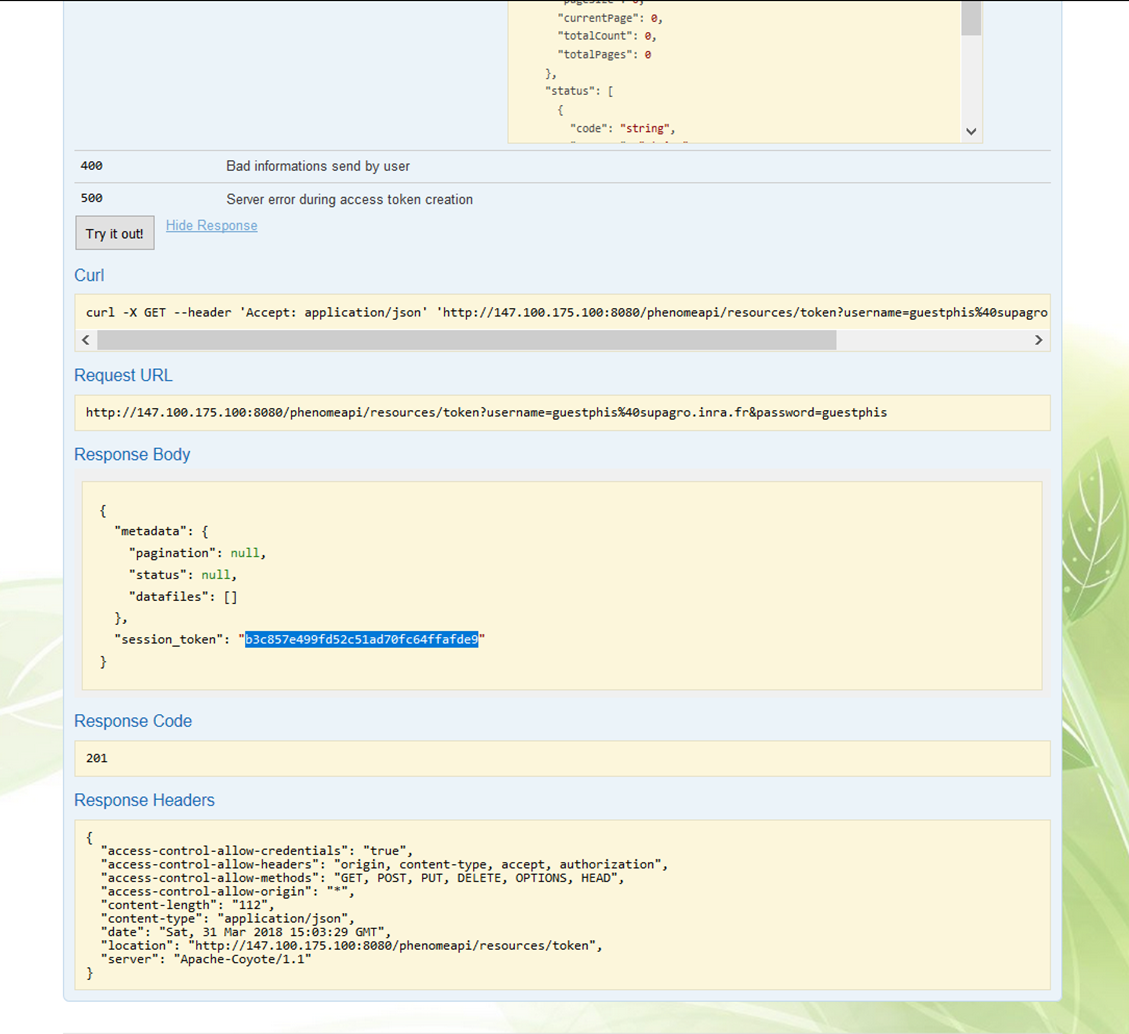 "currentPage": 0,
"totalCount": 0,
"totalPages": 0
},
"status": [
{
"code": "string",
400 Bad informations send by user
500 Server error during access token creation
Try it out! Hide Response
Curl
curl -X GET --header 'Accept: application/json' 'http://147.100.175.100:8080/phenomeapi/resources/token?username=guestphis%40supagro
Request URL
http://147.100.175.100:8080/phenomeapi/resources/token?username=guestphis%40supagro.inra.fr&password=guestphis
Response Body
{
"metadata": {
"pagination": null,
"status": null,
"datafiles": []
},
"session_token": "b3c857e499fd52c51ad70fc64ffafde9"
}
Response Code
201
Response Headers
{
"access-control-allow-credentials": "true",
"access-control-allow-headers": "origin, content-type, accept, authorization",
"access-control-allow-methods": "GET, POST, PUT, DELETE, OPTIONS, HEAD",
"access-control-allow-origin": "*",
"content-length": "112",
"content-type": "application/json",
"date": "Sat, 31 Mar 2018 15:03:29 GMT",
"location": "http://147.100.175.100:8080/phenomeapi/resources/token",
"server": "Apache-Coyote/1.1"
}